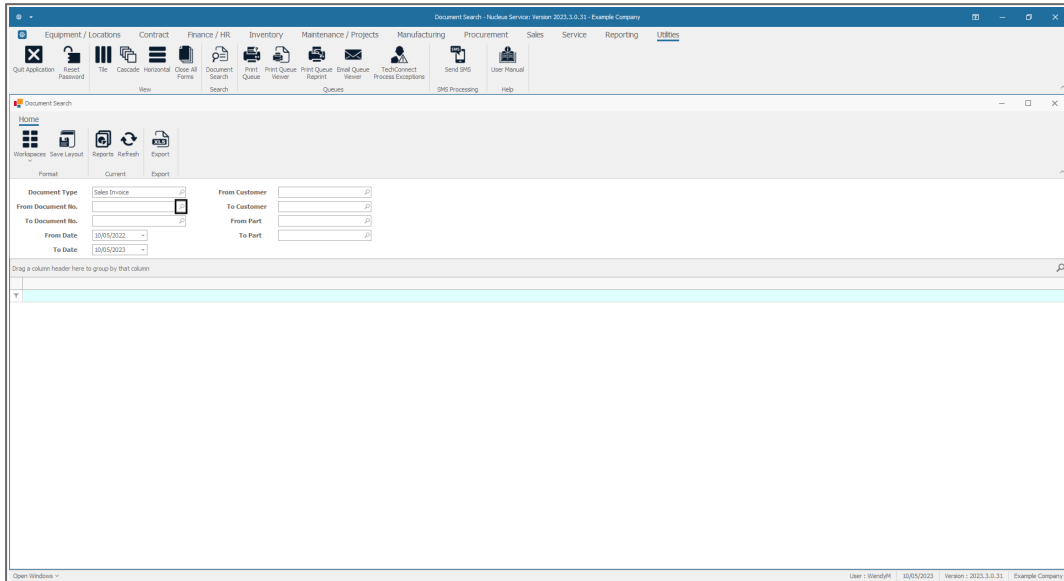 Document Search - Nucleus Service: Version 2023.3.0.31 - Example Company
Equipment / Locations Contract Finance / HR Inventory Maintenance / Projects Manufacturing Procurement Sales Service Reporting Utilities
Quit Application Reset Password Tile Cascade Horizontal Close All Forms Document Search Print Queue Print Queue Viewer Print Queue Reprint Email Queue Viewer TechConnect Process Exceptions SMS Send SMS User Manual
View Search Queues SMS Processing Help
Document Search
Home
Workspaces Save Layout Reports Refresh XLS Export
Format Current Export
Document Type Sales Invoice From Customer
From Document No. To Customer
To Document No. From Part
From Date 10/05/2022 To Part
To Date 10/05/2023
Drag a column header here to group by that column
Open Windows User : WendyM 10/05/2023 Version : 2023.3.0.31 Example Company